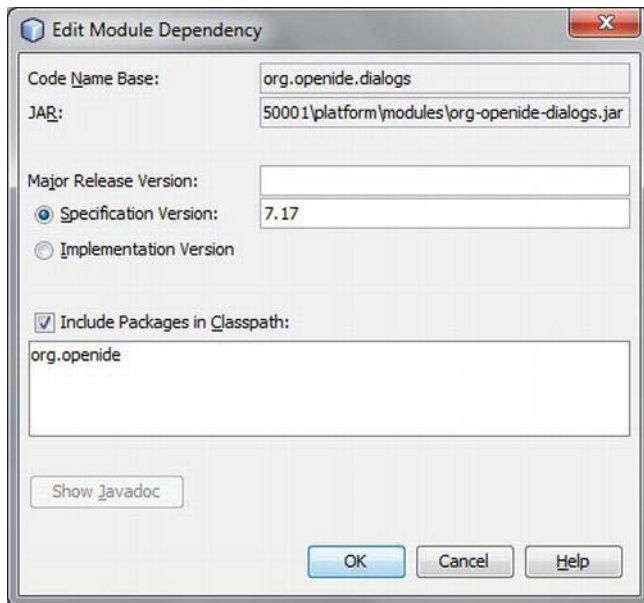 Edit Module Dependency
Code Name Base: org.openide.dialogs
JAR: 50001\platform\modules\org-openide-dialogs.jar
Major Release Version:
Specification Version: 7.17
Implementation Version
Include Packages in Classpath:
org.openide
Show Javadoc
OK Cancel Help